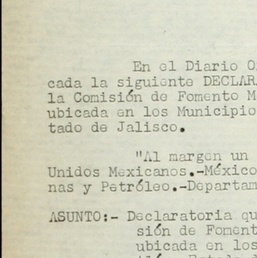 En el Diario O
cada la siguiente DECLARA
la Comisión de Fomento M
ubicada en los Municipio
tado de Jalisco.
"Al margen un
Unidos Mexicanos.-México
nas y Petróleo.-Departam
ASUNTO:- Declaratoria qu
sión de Foment
ubicada en los